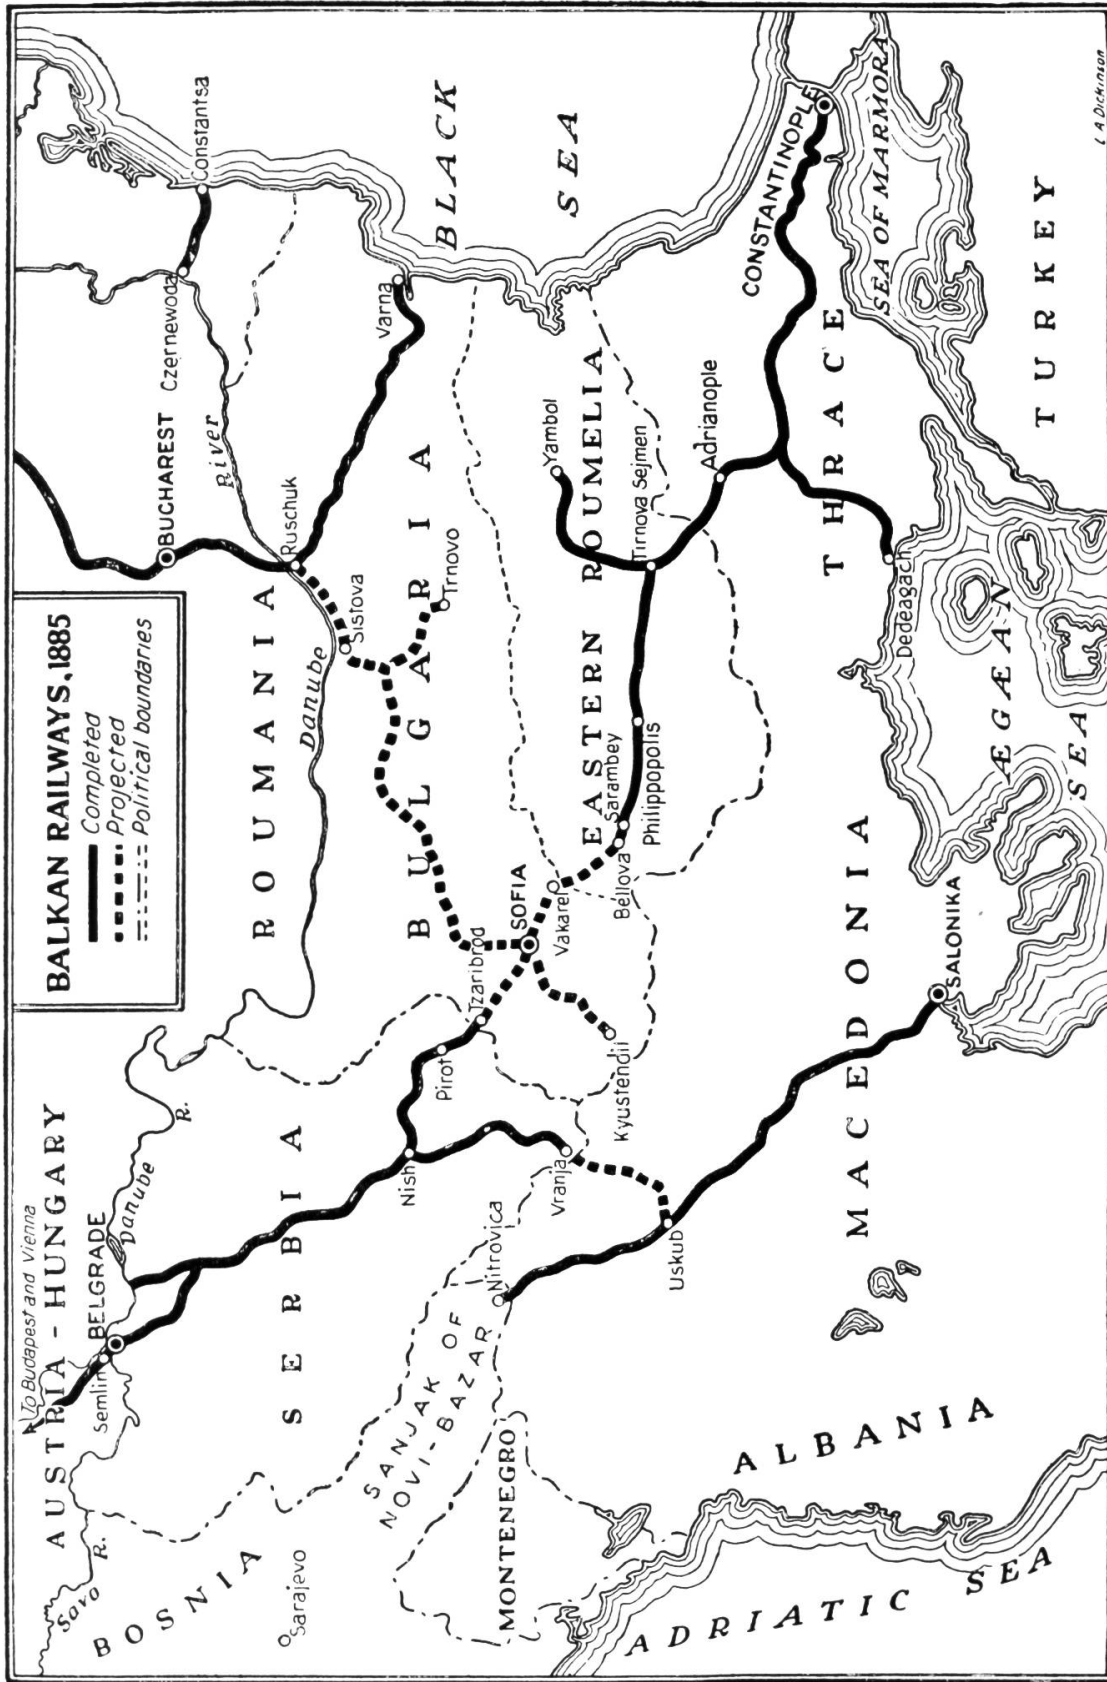 BALKAN RAILWAYS, 1885
Completed
Projected
Political boundaries
To Budapest and Vienna
AUSTRIA - HUNGARY
Semlin
BELGRADE
Danube
R.
Savo
R.
BOSNIA
Sarajevo
SERBIA
ROUMANIA
BUCHAREST
Czernewoda
Constantsa
River
Danube
Ruschuk
Sistova
Trnovo
Varna
BLACK
SEA
BULGARIA
Nish
Pirot
Tzaribrod
SOFIA
Vakarel
Kyustendil
Vranja
Nitrovica
SANJAK OF
NOVI-BAZAR
MONTENEGRO
Uskub
EASTERN ROUMELIA
Bellova
Sarambey
Philippopolis
Tirnova Sejmen
Yambol
Adrianople
CONSTANTINOPLE
SEA OF MARMORA
THRACE
Dedeagach
MACEDONIA
SALONIKA
ÆGÆAN
SEA
TURKEY
ALBANIA
ADRIATIC SEA
L A Dickinson